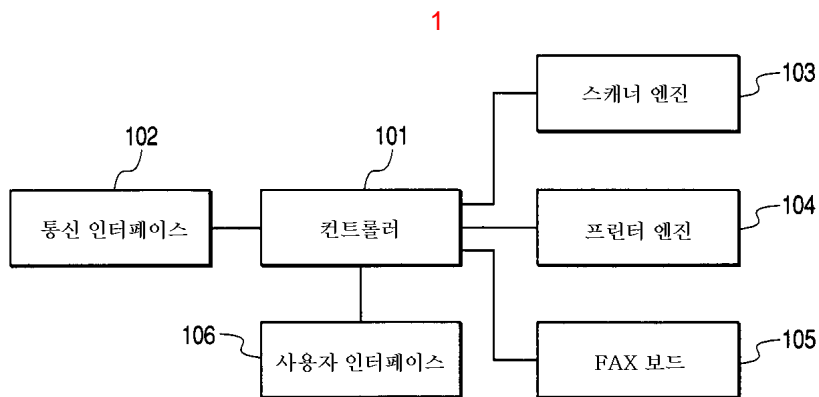 1
스캐너 엔진
103
102
101
통신 인터페이스
컨트롤러
프린터 엔진
104
106
사용자 인터페이스
FAX 보드
105